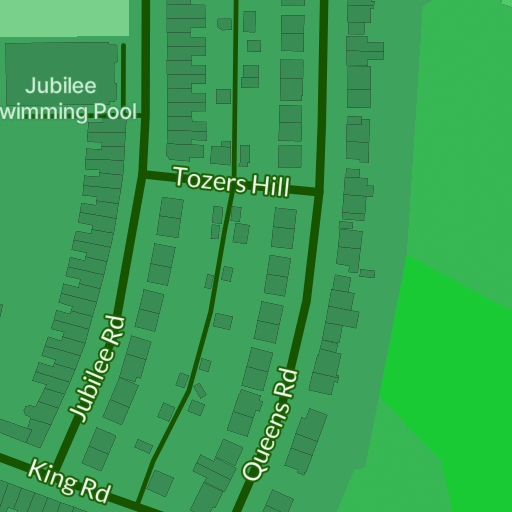 Jubilee
wimming Pool
Tozers Hill
Jubilee Rd
Queens Rd
King Rd